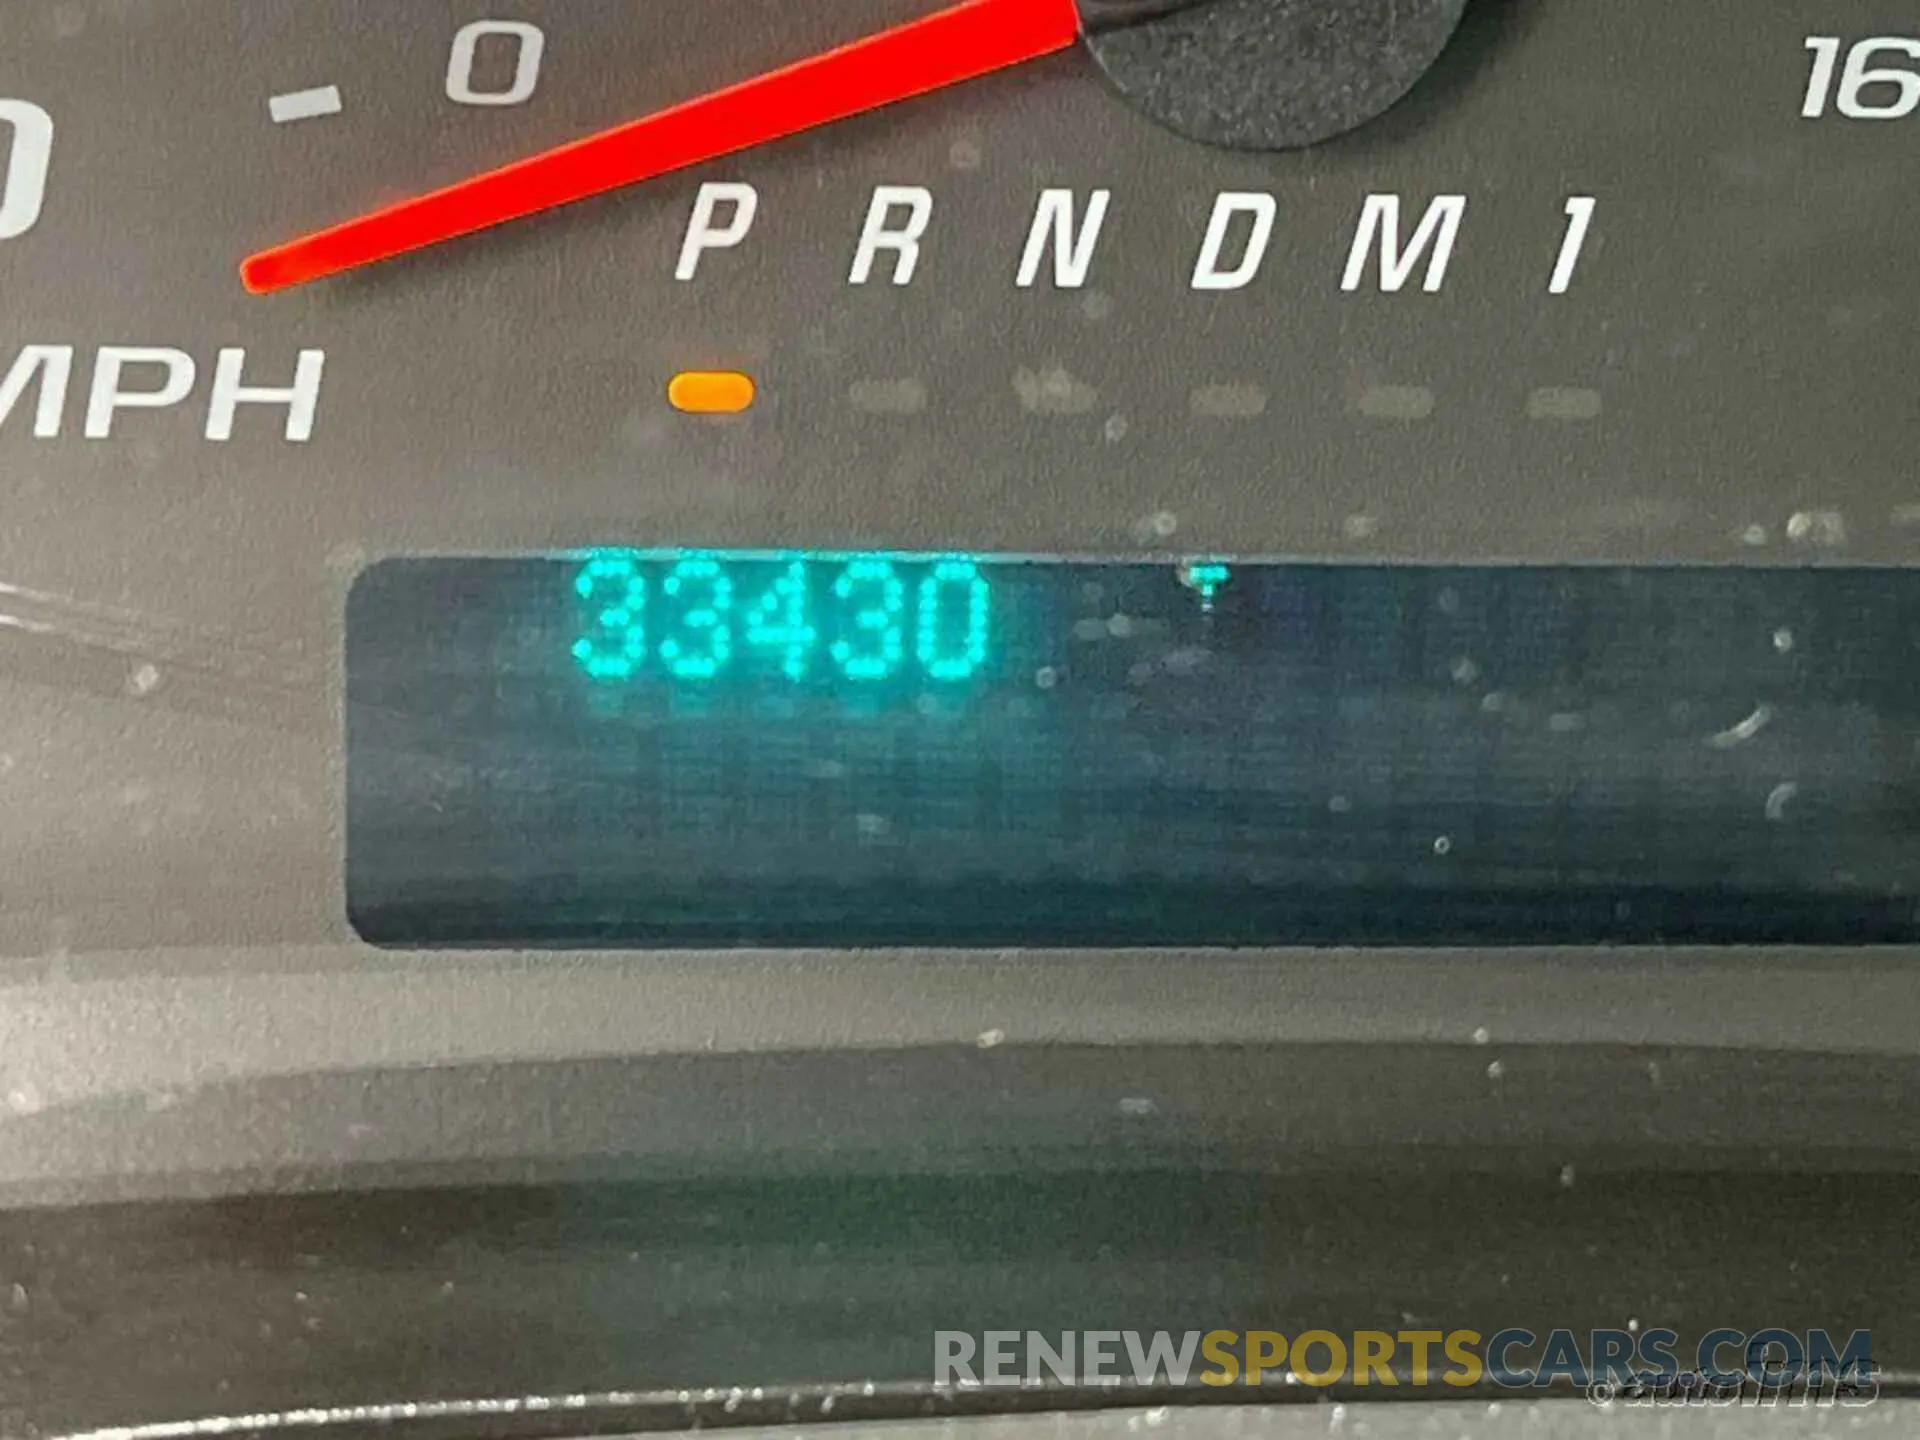 0
16
P R N D M 1
MPH
33430
RENEWSPORTSCARS.COM